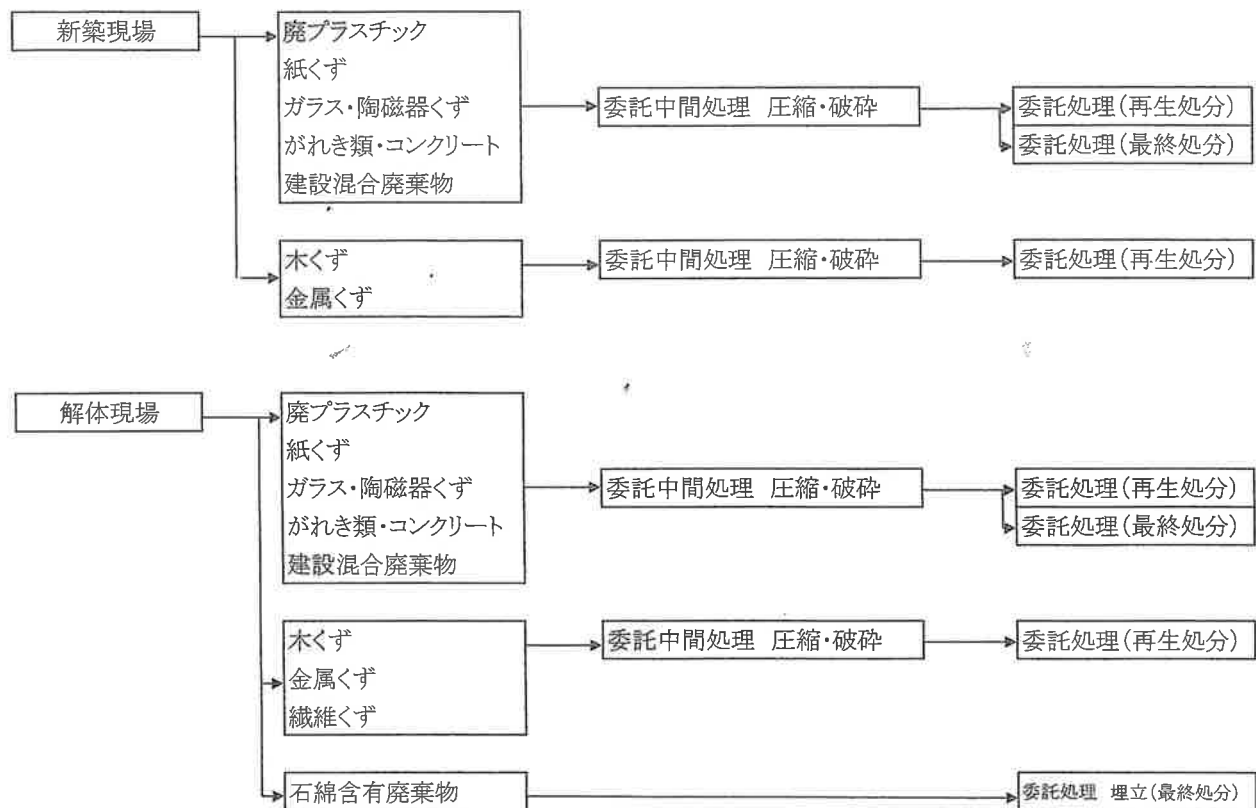 新築現場
廃プラスチック
紙くず
ガラス・陶磁器くず
がれき類・コンクリート
建設混合廃棄物
委託中間処理 圧縮・破砕
委託処理(再生処分)
委託処理(最終処分)
木くず
金属くず
委託中間処理 圧縮・破砕
委託処理(再生処分)
解体現場
廃プラスチック
紙くず
ガラス・陶磁器くず
がれき類・コンクリート
建設混合廃棄物
委託中間処理 圧縮・破砕
委託処理(再生処分)
委託処理(最終処分)
木くず
金属くず
繊維くず
委託中間処理 圧縮・破砕
委託処理(再生処分)
石綿含有廃棄物
委託処理 埋立(最終処分)